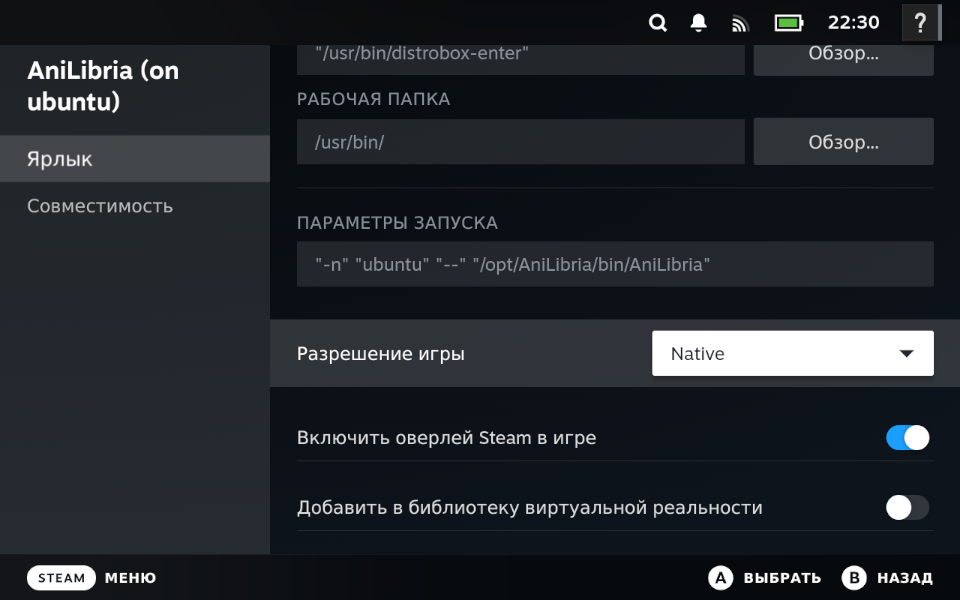 22:30
?
AniLibria (on
ubuntu)
Ярлык
Совместимость
"/usr/bin/distrobox-enter"
Обзор...
РАБОЧАЯ ПАПКА
/usr/bin/
Обзор...
ПАРАМЕТРЫ ЗАПУСКА
"-n" "ubuntu" "--" "/opt/AniLibria/bin/AniLibria"
Разрешение игры
Native
Включить оверлей Steam в игре
Добавить в библиотеку виртуальной реальности
STEAM МЕНЮ
A ВЫБРАТЬ B НАЗАД